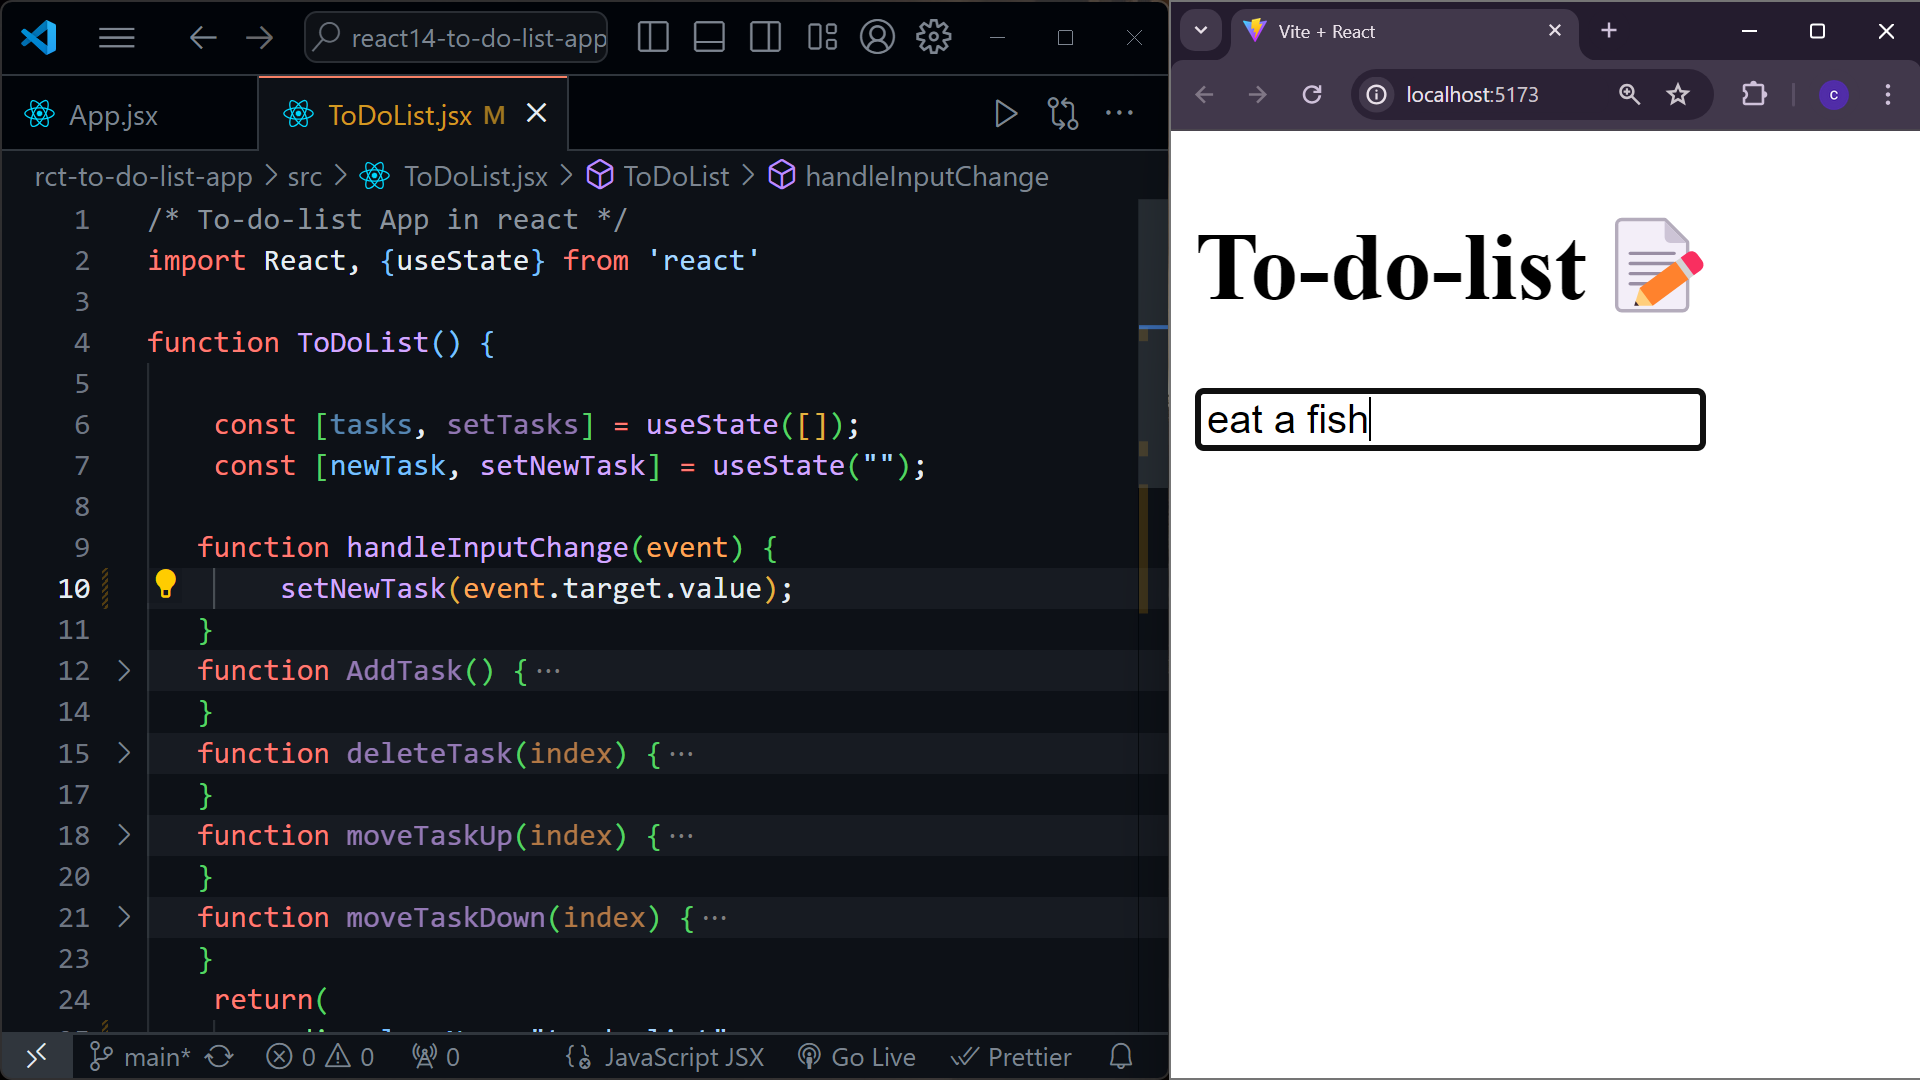 react14-to-do-list-app
App.jsx
ToDoList.jsx M
rct-to-do-list-app > src > ToDoList.jsx > ToDoList > handleInputChange
1 /* To-do-list App in react */
2 import React, {useState} from 'react'
3
4 function ToDoList() {
5
6 const [tasks, setTasks] = useState([]);
7 const [newTask, setNewTask] = useState("");
8
9 function handleInputChange(event) {
10 setNewTask(event.target.value);
11 }
12 function AddTask() {···
14 }
15 function deleteTask(index) {···
17 }
18 function moveTaskUp(index) {···
20 }
21 function moveTaskDown(index) {···
23 }
24 return(
main* 0 0 0 JavaScript JSX Go Live Prettier
Vite + React
localhost:5173
c
To-do-list
eat a fish